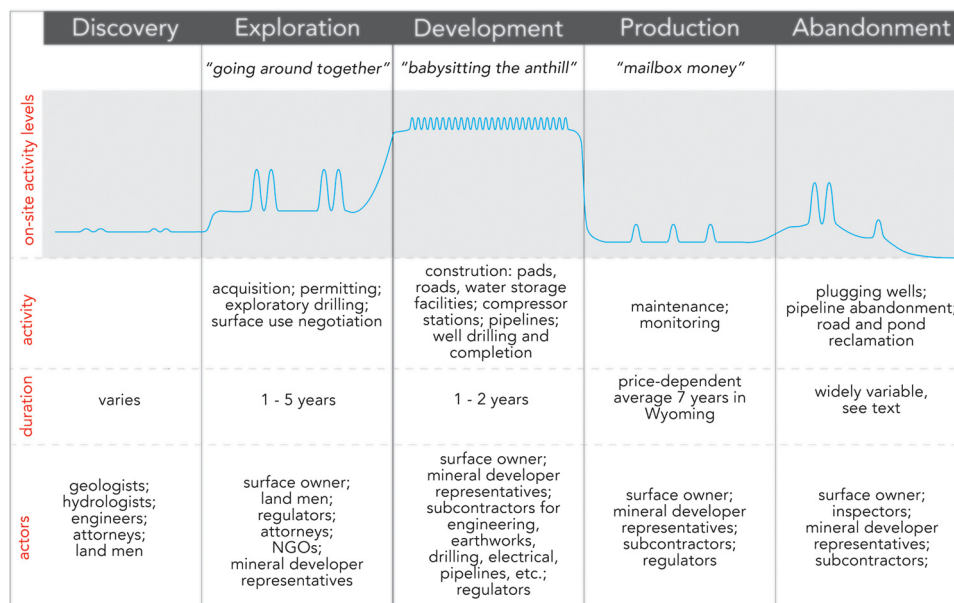 Discovery
Exploration
Development
Production
Abandonment
"going around together"
"babysitting the anthill"
"mailbox money"
on-site activity levels
activity
acquisition; permitting;
exploratory drilling;
surface use negotiation
constrution: pads,
roads, water storage
facilities; compressor
stations; pipelines;
well drilling and
completion
maintenance;
monitoring
plugging wells;
pipeline abandonment;
road and pond
reclamation
duration
varies
1 - 5 years
1 - 2 years
price-dependent
average 7 years in
Wyoming
widely variable,
see text
actors
geologists;
hydrologists;
engineers;
attorneys;
land men
surface owner;
land men;
regulators;
attorneys;
NGOs;
mineral developer
representatives
surface owner;
mineral developer
representatives;
subcontractors for
engineering,
earthworks,
drilling, electrical,
pipelines, etc.;
regulators
surface owner;
mineral developer
representatives;
subcontractors;
regulators
surface owner;
inspectors;
mineral developer
representatives;
subcontractors;